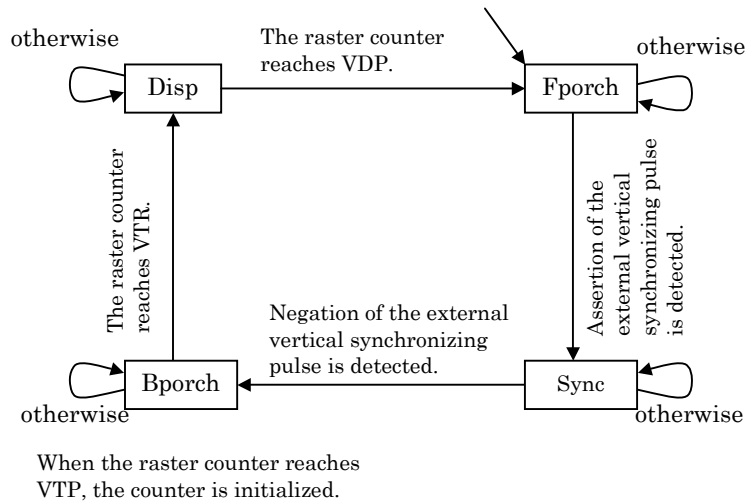 otherwise
The raster counter
reaches VDP.
otherwise
Disp
Fporch
The raster counter
reaches VTR.
Assertion of the
external vertical
synchronizing pulse
is detected.
Negation of the external
vertical synchronizing
pulse is detected.
Bporch
Sync
otherwise
otherwise
When the raster counter reaches
VTP, the counter is initialized.